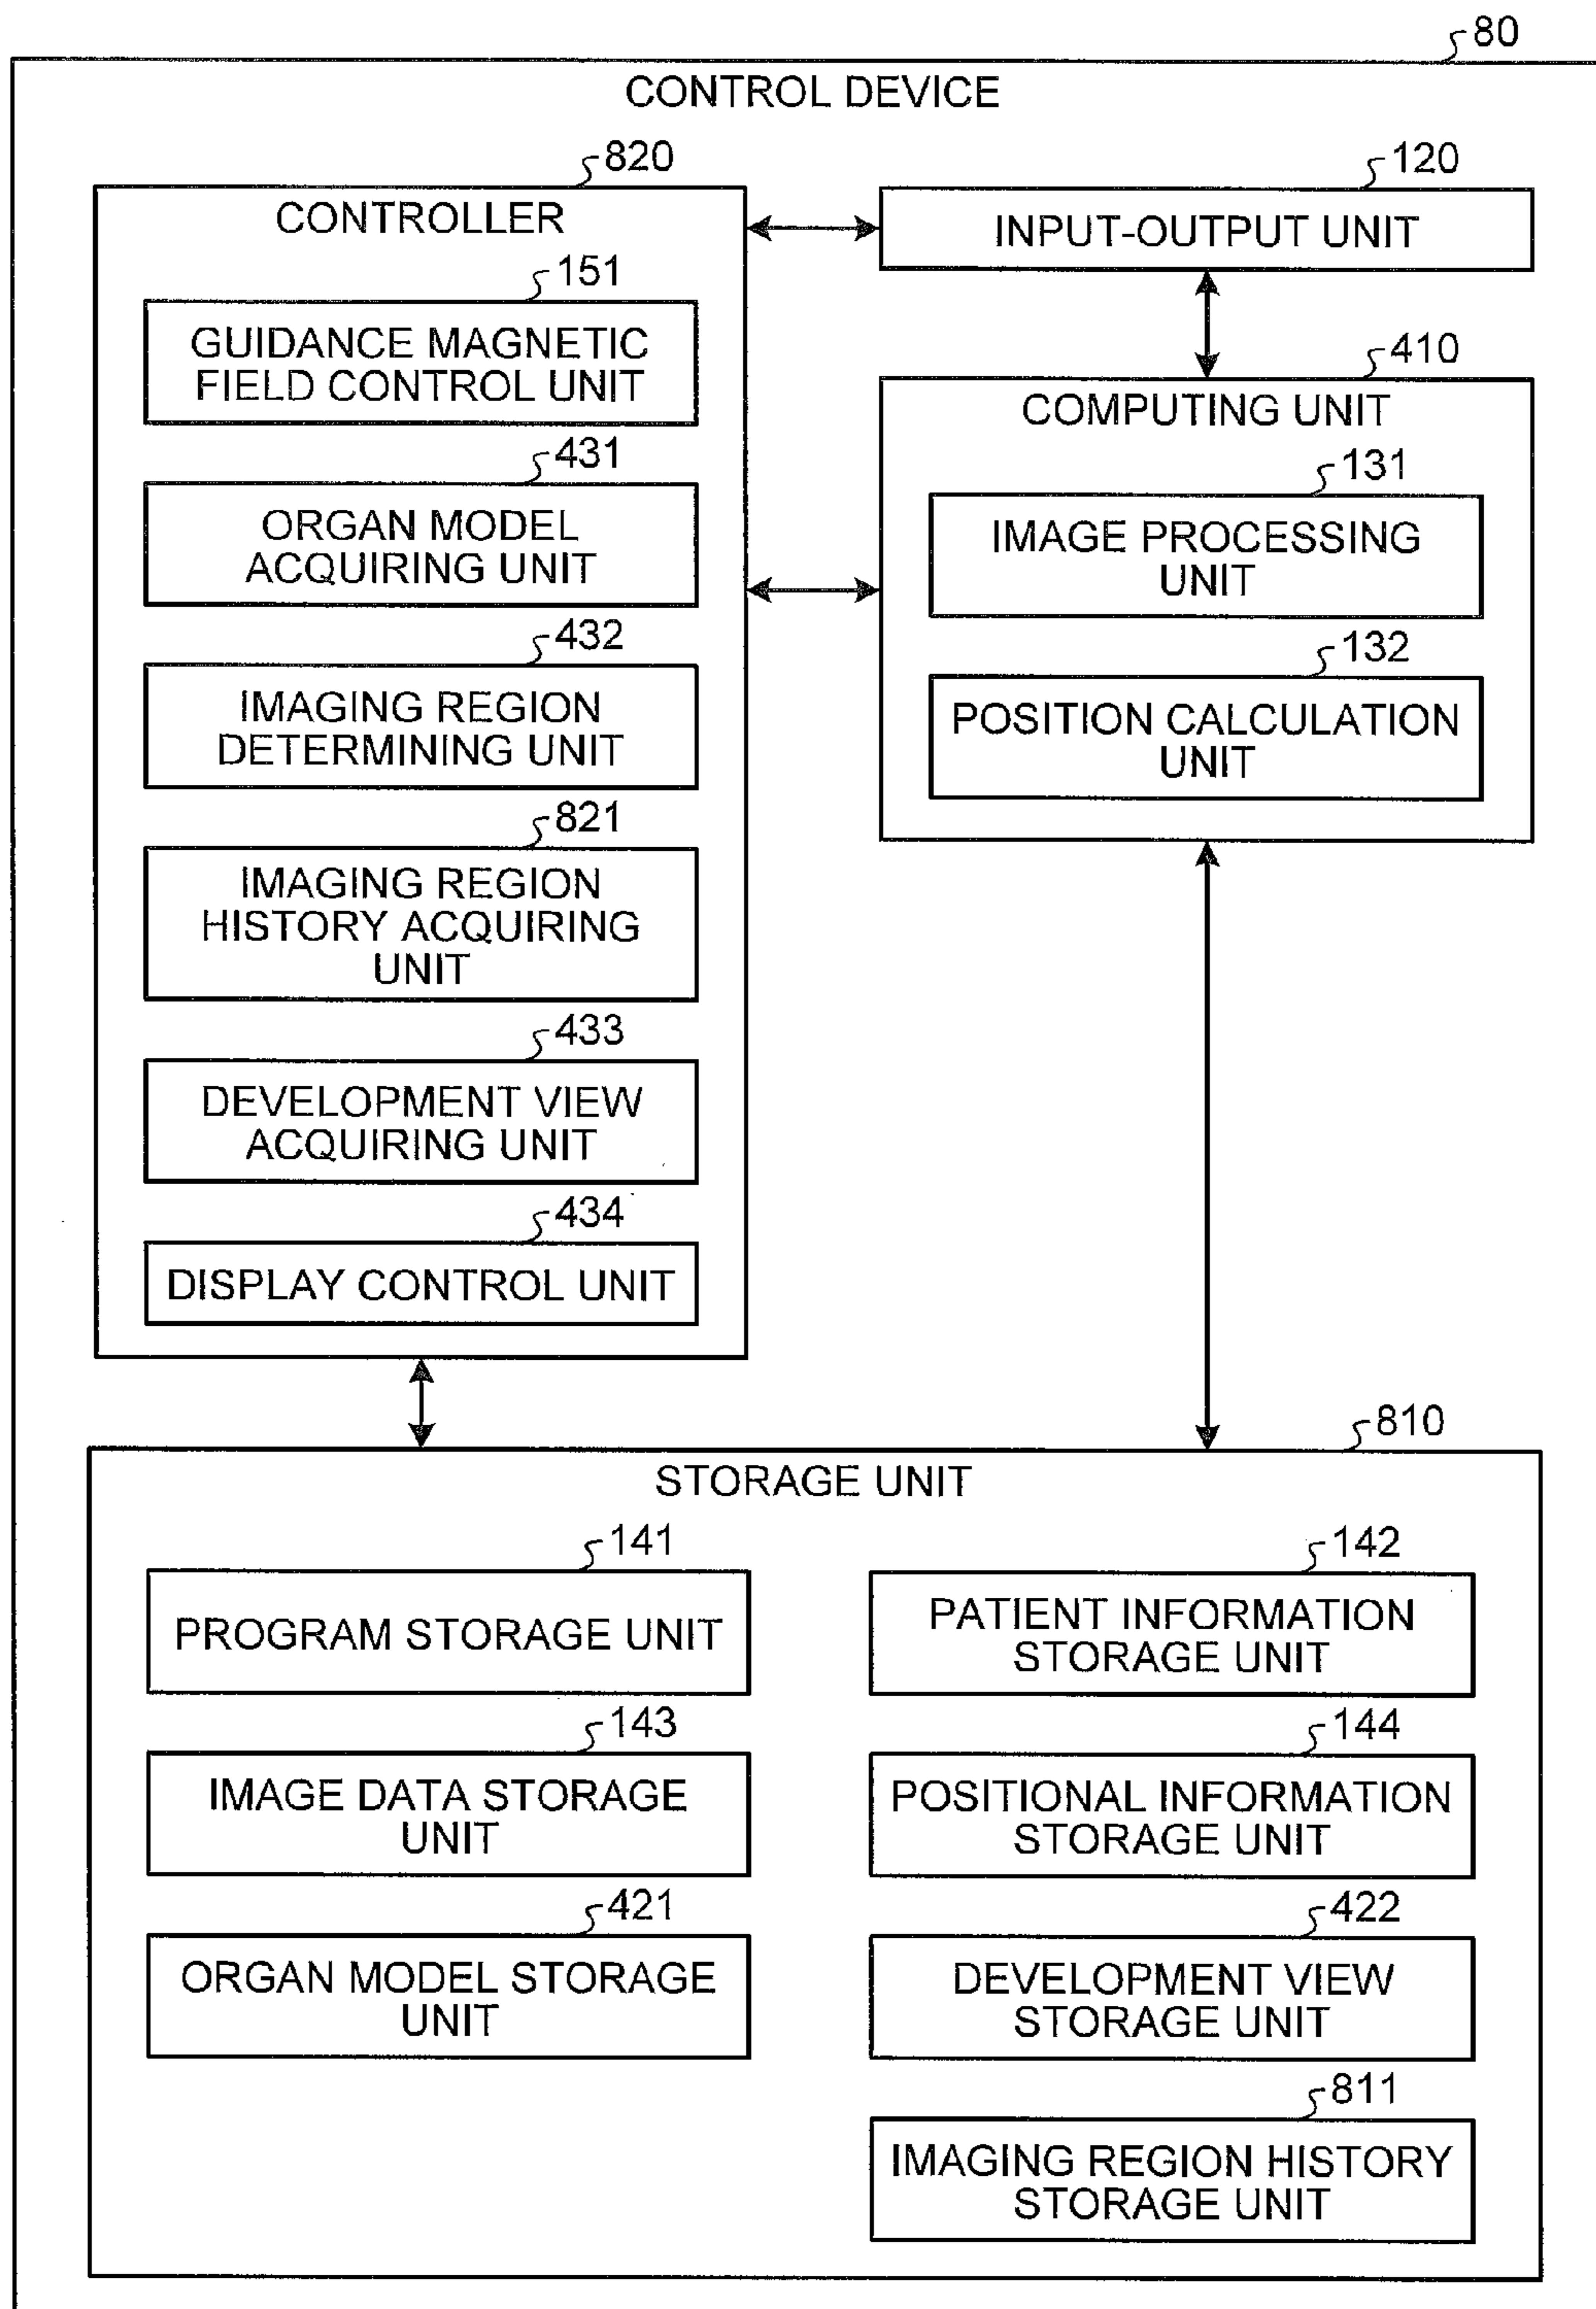 80
CONTROL DEVICE
820
CONTROLLER
151
GUIDANCE MAGNETIC
FIELD CONTROL UNIT
431
ORGAN MODEL
ACQUIRING UNIT
432
IMAGING REGION
DETERMINING UNIT
821
IMAGING REGION
HISTORY ACQUIRING
UNIT
433
DEVELOPMENT VIEW
ACQUIRING UNIT
434
DISPLAY CONTROL UNIT
120
INPUT-OUTPUT UNIT
410
COMPUTING UNIT
131
IMAGE PROCESSING
UNIT
132
POSITION CALCULATION
UNIT
810
STORAGE UNIT
141
PROGRAM STORAGE UNIT
142
PATIENT INFORMATION
STORAGE UNIT
143
IMAGE DATA STORAGE
UNIT
144
POSITIONAL INFORMATION
STORAGE UNIT
421
ORGAN MODEL STORAGE
UNIT
422
DEVELOPMENT VIEW
STORAGE UNIT
811
IMAGING REGION HISTORY
STORAGE UNIT